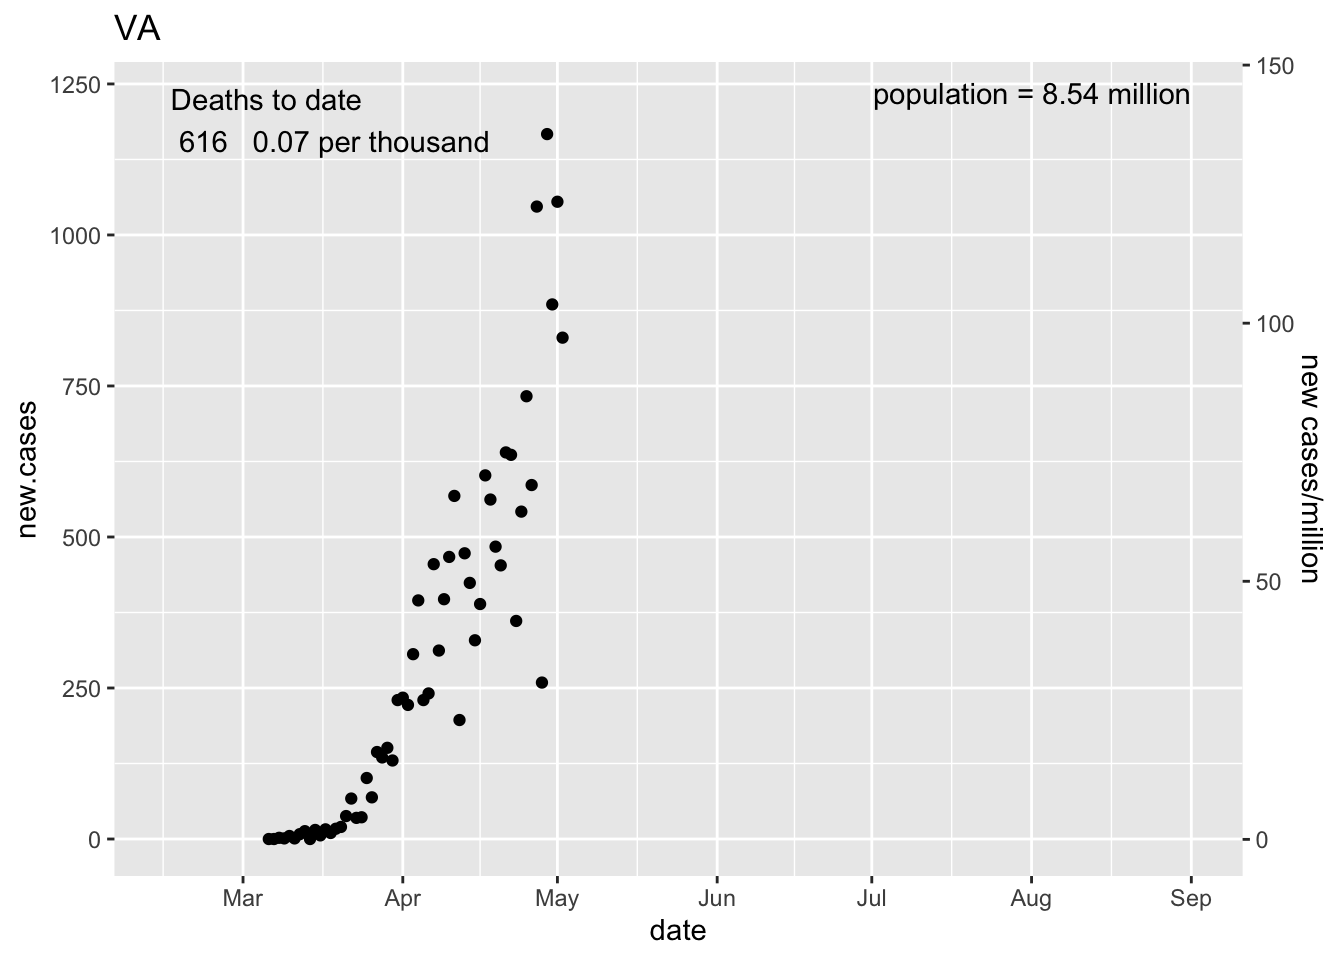 VA
Deaths to date
616 0.07 per thousand
population = 8.54 million
new.cases
1250
1000
750
500
250
0
150
100
50
0
new cases/million
Mar Apr May Jun Jul Aug Sep
date